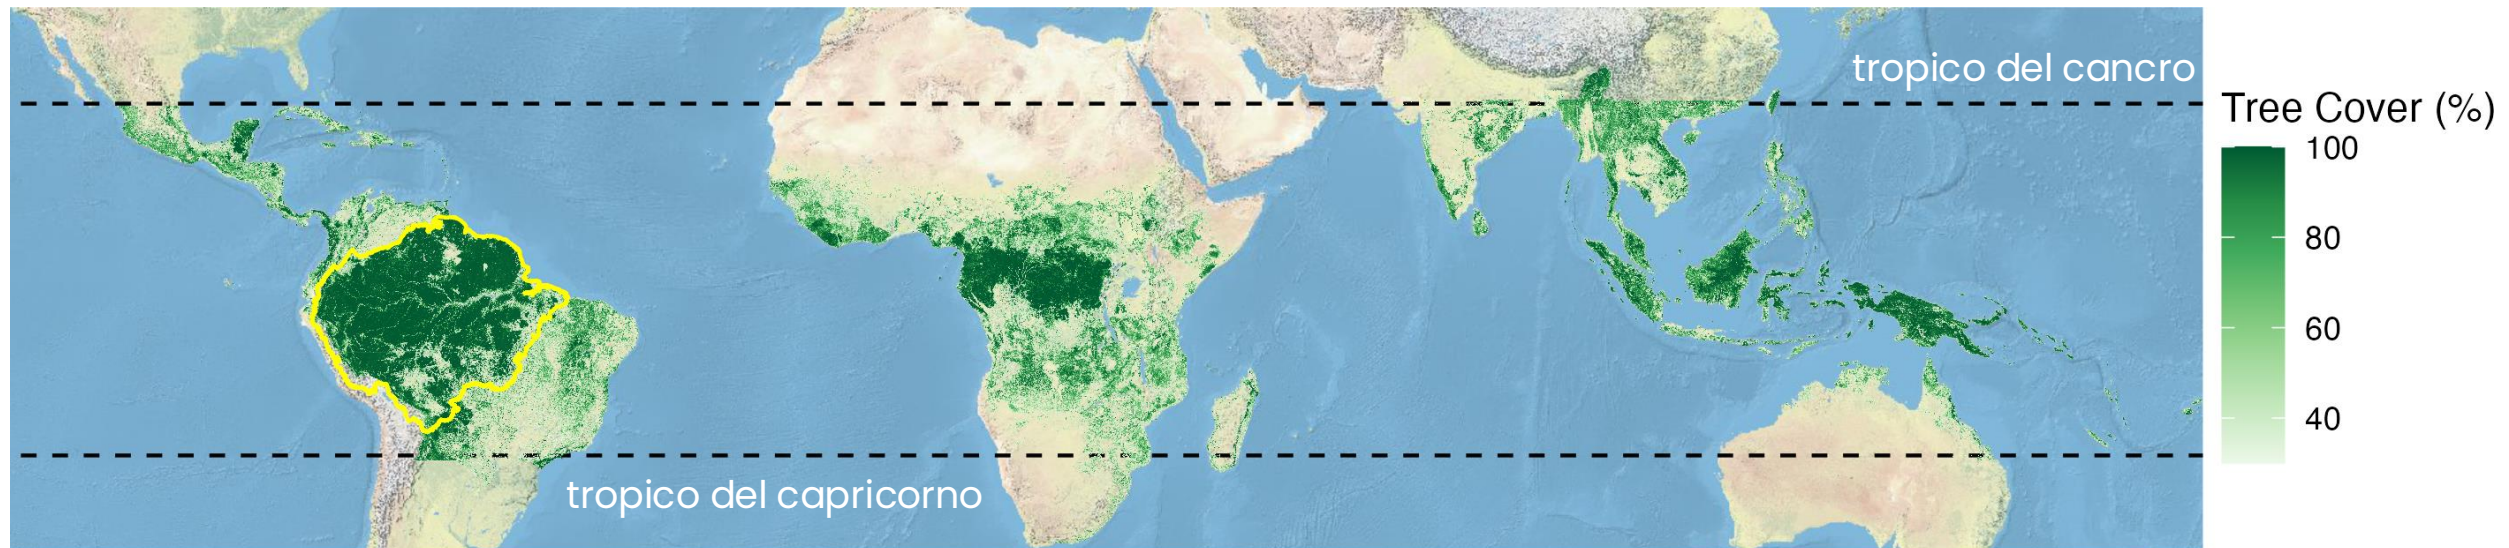 tropico del cancro
Tree Cover (%)
100
80
60
40
tropico del capricorno